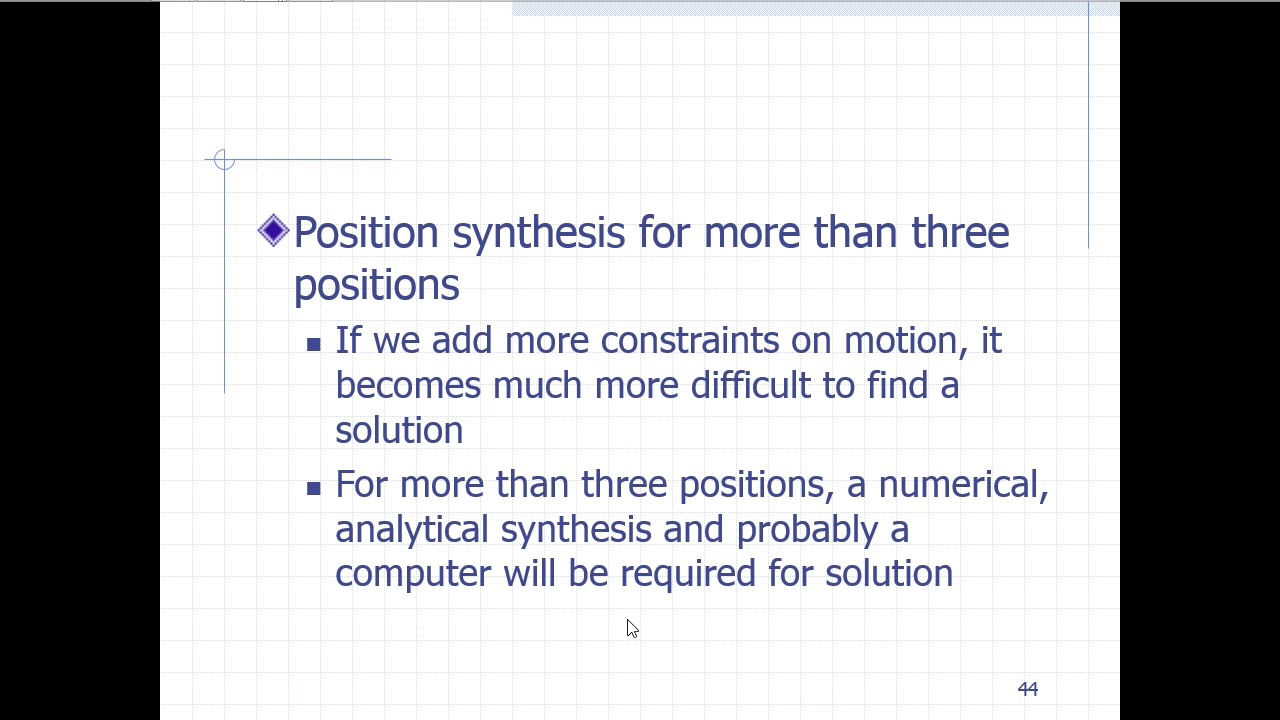 Position synthesis for more than three
positions
If we add more constraints on motion, it
becomes much more difficult to find a
solution
For more than three positions, a numerical,
analytical synthesis and probably a
computer will be required for solution
44